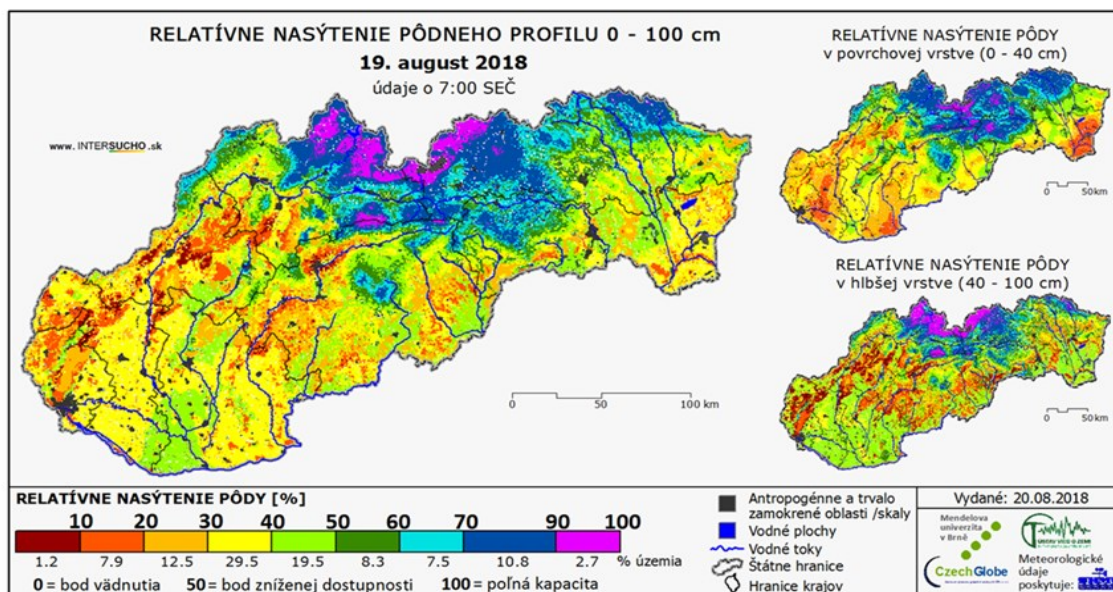 RELATÍVNE NASÝTENIE PÔDNEHO PROFILU 0 - 100 cm
19. august 2018
údaje o 7:00 SEČ
www. INTERSUCHO .sk
0 50 100 km
RELATÍVNE NASÝTENIE PÔDY
v povrchovej vrstve (0 - 40 cm)
0 50km
RELATÍVNE NASÝTENIE PÔDY
v hlbšej vrstve (40 - 100 cm)
0 50km
RELATÍVNE NASÝTENIE PÔDY [%]
10 20 30 40 50 60 70 90 100
1.2 7.9 12.5 29.5 19.5 8.3 7.5 10.8 2.7 % územia
0 = bod vädnutia 50 = bod zníženej dostupnosti 100 = poľná kapacita
Antropogénne a trvalo
zamokrené oblasti /skaly
Vodné plochy
Vodné toky
Štátne hranice
Hranice krajov
Vydané: 20.08.2018
Mendelova
univerzita
v Brně
CzechGlobe
Meteorologické
údaje
poskytuje: